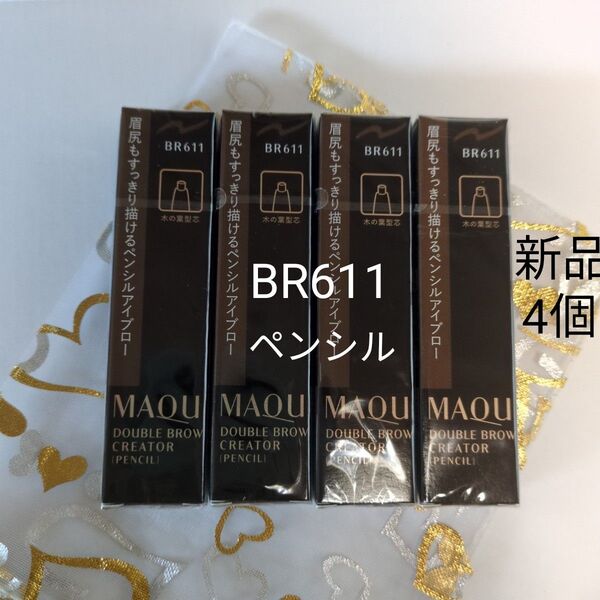 BR611
木の葉型芯
眉尻もすっきり描けるペンシルアイブロー
MAQU
DOUBLE BROW
CREATOR
(PENCIL)
BR611
木の葉型芯
眉尻もすっきり描けるペンシルアイブロー
MAQU
DOUBLE BROW
CREATOR
(PENCIL)
BR611
木の葉型芯
眉尻もすっきり描けるペンシルアイブロー
MAQU
DOUBLE BROW
CREATOR
(PENCIL)
BR611
木の葉型芯
眉尻もすっきり描けるペンシルアイブロー
MAQU
DOUBLE BROW
CREATOR
(PENCIL)
BR611
ペンシル
新品
4個